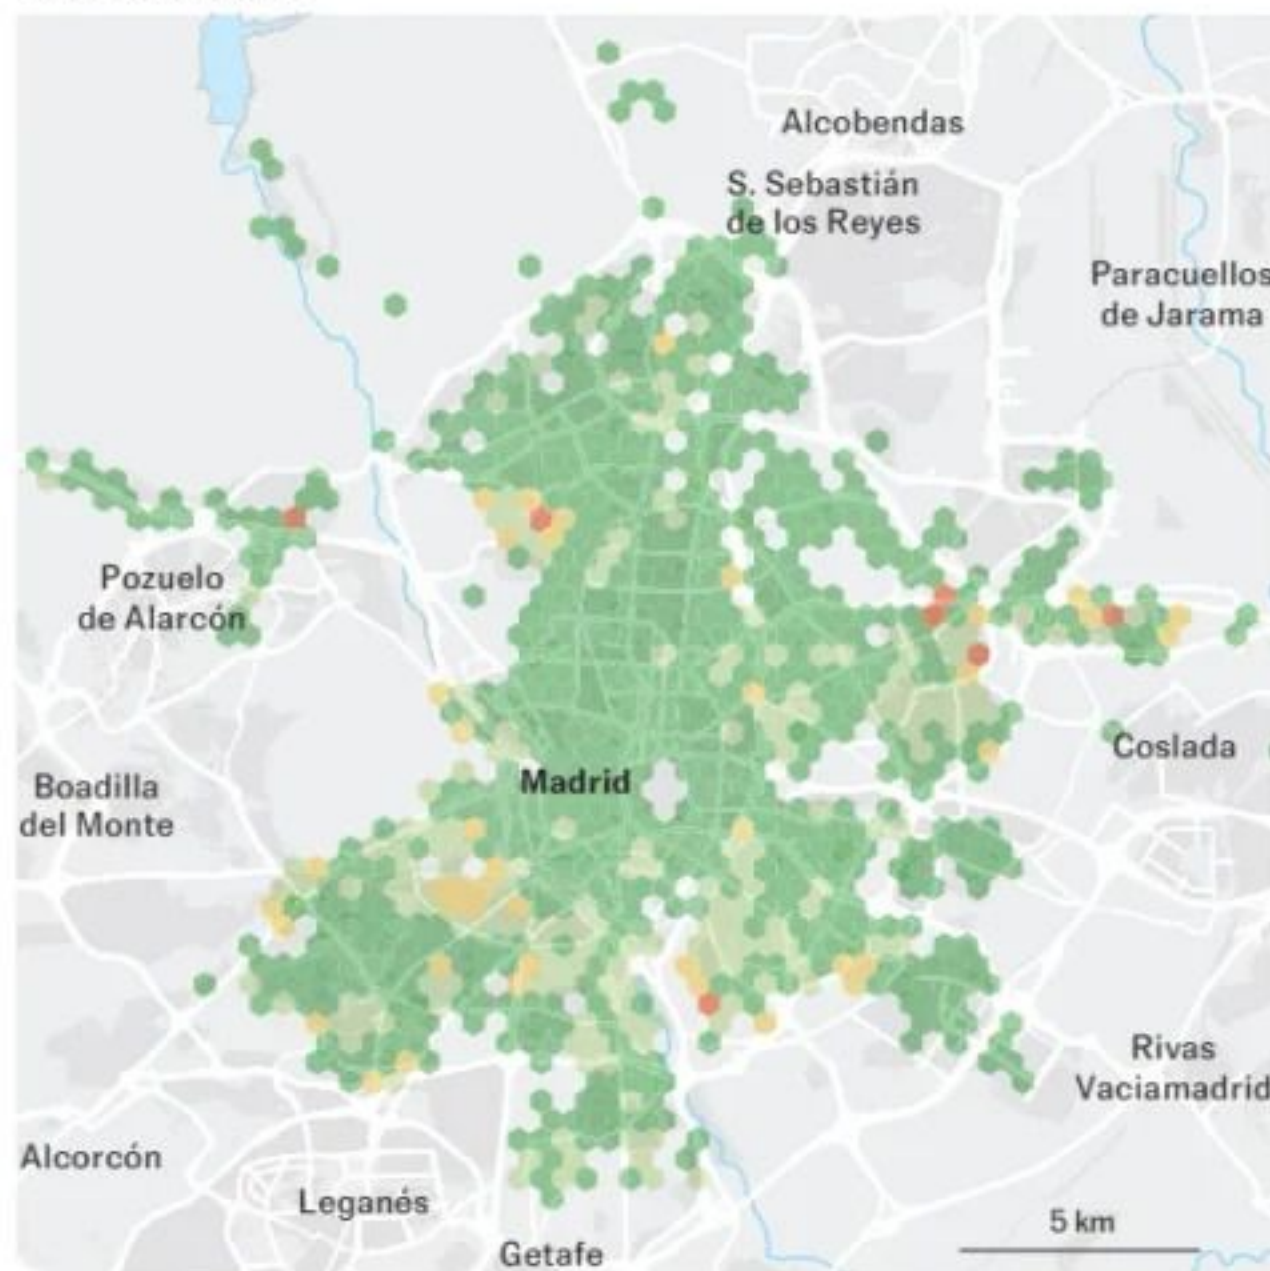 Alcobendas
S. Sebastián
de los Reyes
Paracuellos
de Jarama
Pozuelo
de Alarcón
Coslada
Madrid
Boadilla
del Monte
Rivas
Vaciamadrid
Alcorcón
Leganés
5 km
Getafe